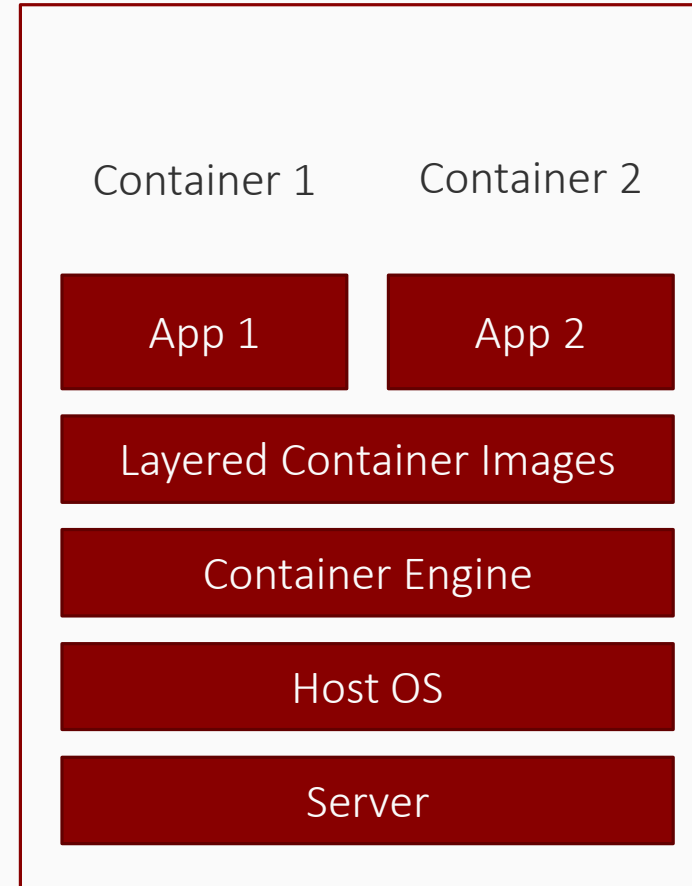 Container 1
Container 2
App 1
App 2
Layered Container Images
Container Engine
Host OS
Server